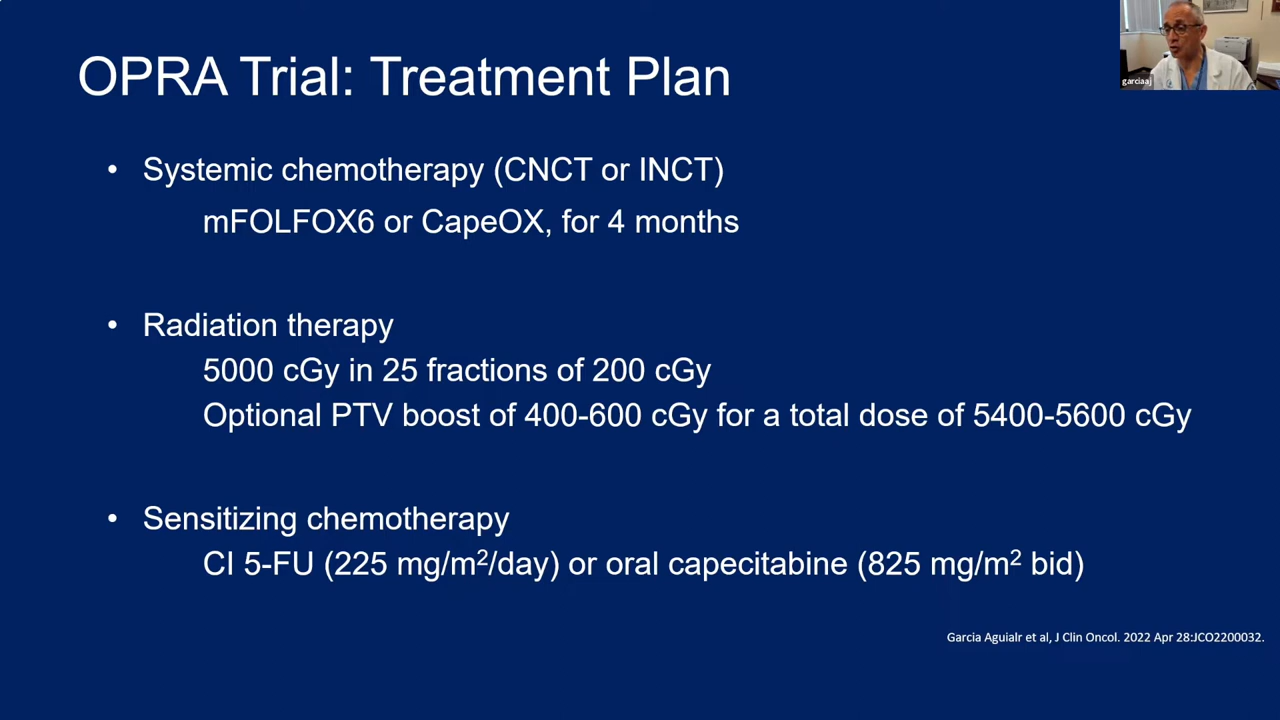 OPRA Trial: Treatment Plan
garciaaj
• Systemic chemotherapy (CNCT or INCT)
mFOLFOX6 or CapeOX, for 4 months
• Radiation therapy
5000 cGy in 25 fractions of 200 cGy
Optional PTV boost of 400-600 cGy for a total dose of 5400-5600 cGy
• Sensitizing chemotherapy
CI 5-FU (225 mg/m²/day) or oral capecitabine (825 mg/m² bid)
Garcia Aguialr et al, J Clin Oncol. 2022 Apr 28:JCO2200032.